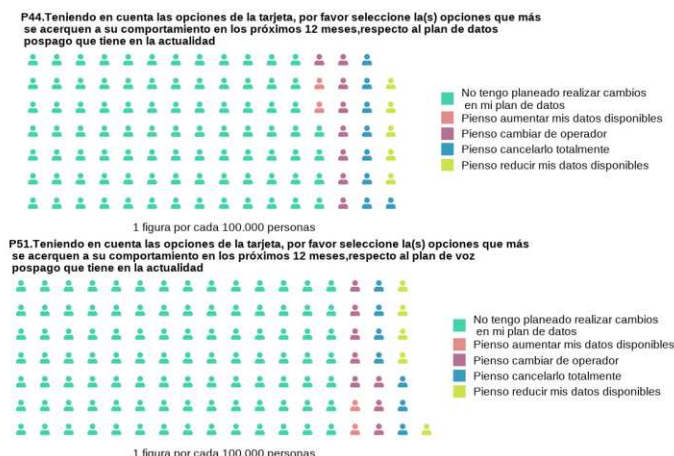 P44.Teniendo en cuenta las opciones de la tarjeta, por favor seleccione la(s) opciones que más
se acerquen a su comportamiento en los próximos 12 meses,respecto al plan de datos
pospago que tiene en la actualidad
No tengo planeado realizar cambios
en mi plan de datos
Pienso aumentar mis datos disponibles
Pienso cambiar de operador
Pienso cancelarlo totalmente
Pienso reducir mis datos disponibles
1 figura por cada 100.000 personas
P51.Teniendo en cuenta las opciones de la tarjeta, por favor seleccione la(s) opciones que más
se acerquen a su comportamiento en los próximos 12 meses,respecto al plan de voz
pospago que tiene en la actualidad
No tengo planeado realizar cambios
en mi plan de datos
Pienso aumentar mis datos disponibles
Pienso cambiar de operador
Pienso cancelarlo totalmente
Pienso reducir mis datos disponibles
1 figura por cada 100.000 personas